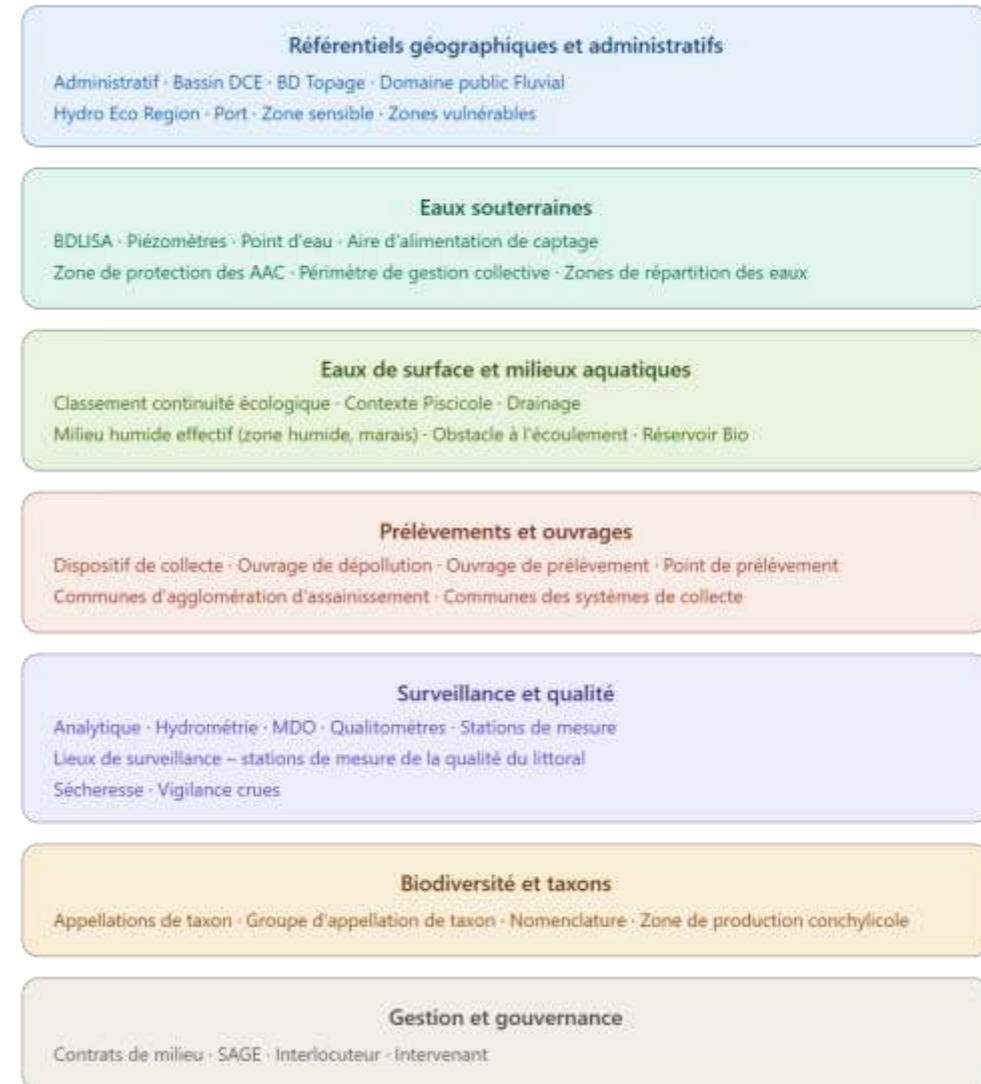 Référentiels géographiques et administratifs
Administratif · Bassin DCE · BD Topage · Domaine public Fluvial
Hydro Eco Region · Port · Zone sensible · Zones vulnérables
Eaux souterraines
BDLISA · Piézomètres · Point d'eau · Aire d'alimentation de captage
Zone de protection des AAC · Périmètre de gestion collective · Zones de répartition des eaux
Eaux de surface et milieux aquatiques
Classement continuité écologique · Contexte Piscicole · Drainage
Milieu humide effectif (zone humide, marais) · Obstacle à l'écoulement · Réservoir Bio
Prélèvements et ouvrages
Dispositif de collecte · Ouvrage de dépollution · Ouvrage de prélèvement · Point de prélèvement
Communes d'agglomération d'assainissement · Communes des systèmes de collecte
Surveillance et qualité
Analytique · Hydrométrie · MDO · Qualitomètres · Stations de mesure
Lieux de surveillance – stations de mesure de la qualité du littoral
Sécheresse · Vigilance crues
Biodiversité et taxons
Appellations de taxon · Groupe d'appellation de taxon · Nomenclature · Zone de production conchylicole
Gestion et gouvernance
Contrats de milieu · SAGE · Interlocuteur · Intervenant